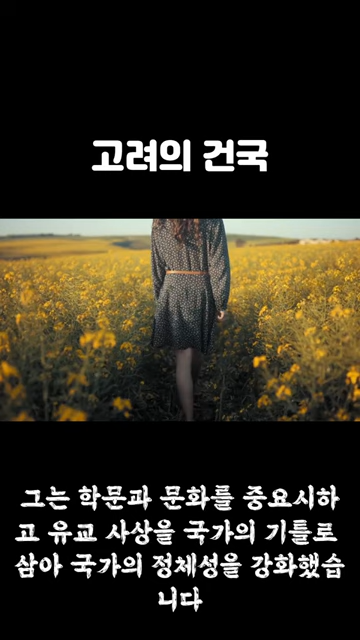 고려의 건국
그는 학문과 문화를 중요시하
고 유교 사상을 국가의 기틀로
삼아 국가의 정체성을 강화했습
니다